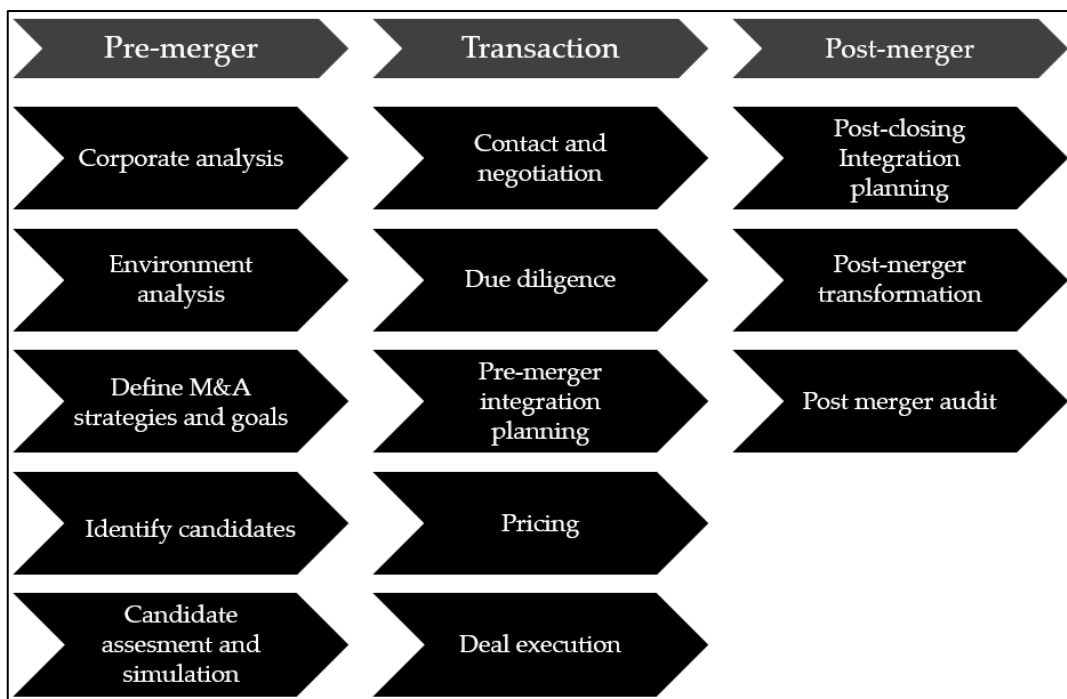 Pre-merger
Transaction
Post-merger
Corporate analysis
Contact and
negotiation
Post-closing
Integration
planning
Environment
analysis
Due diligence
Post-merger
transformation
Define M&A
strategies and goals
Pre-merger
integration
planning
Post merger audit
Identify candidates
Pricing
Candidate
assesment and
simulation
Deal execution